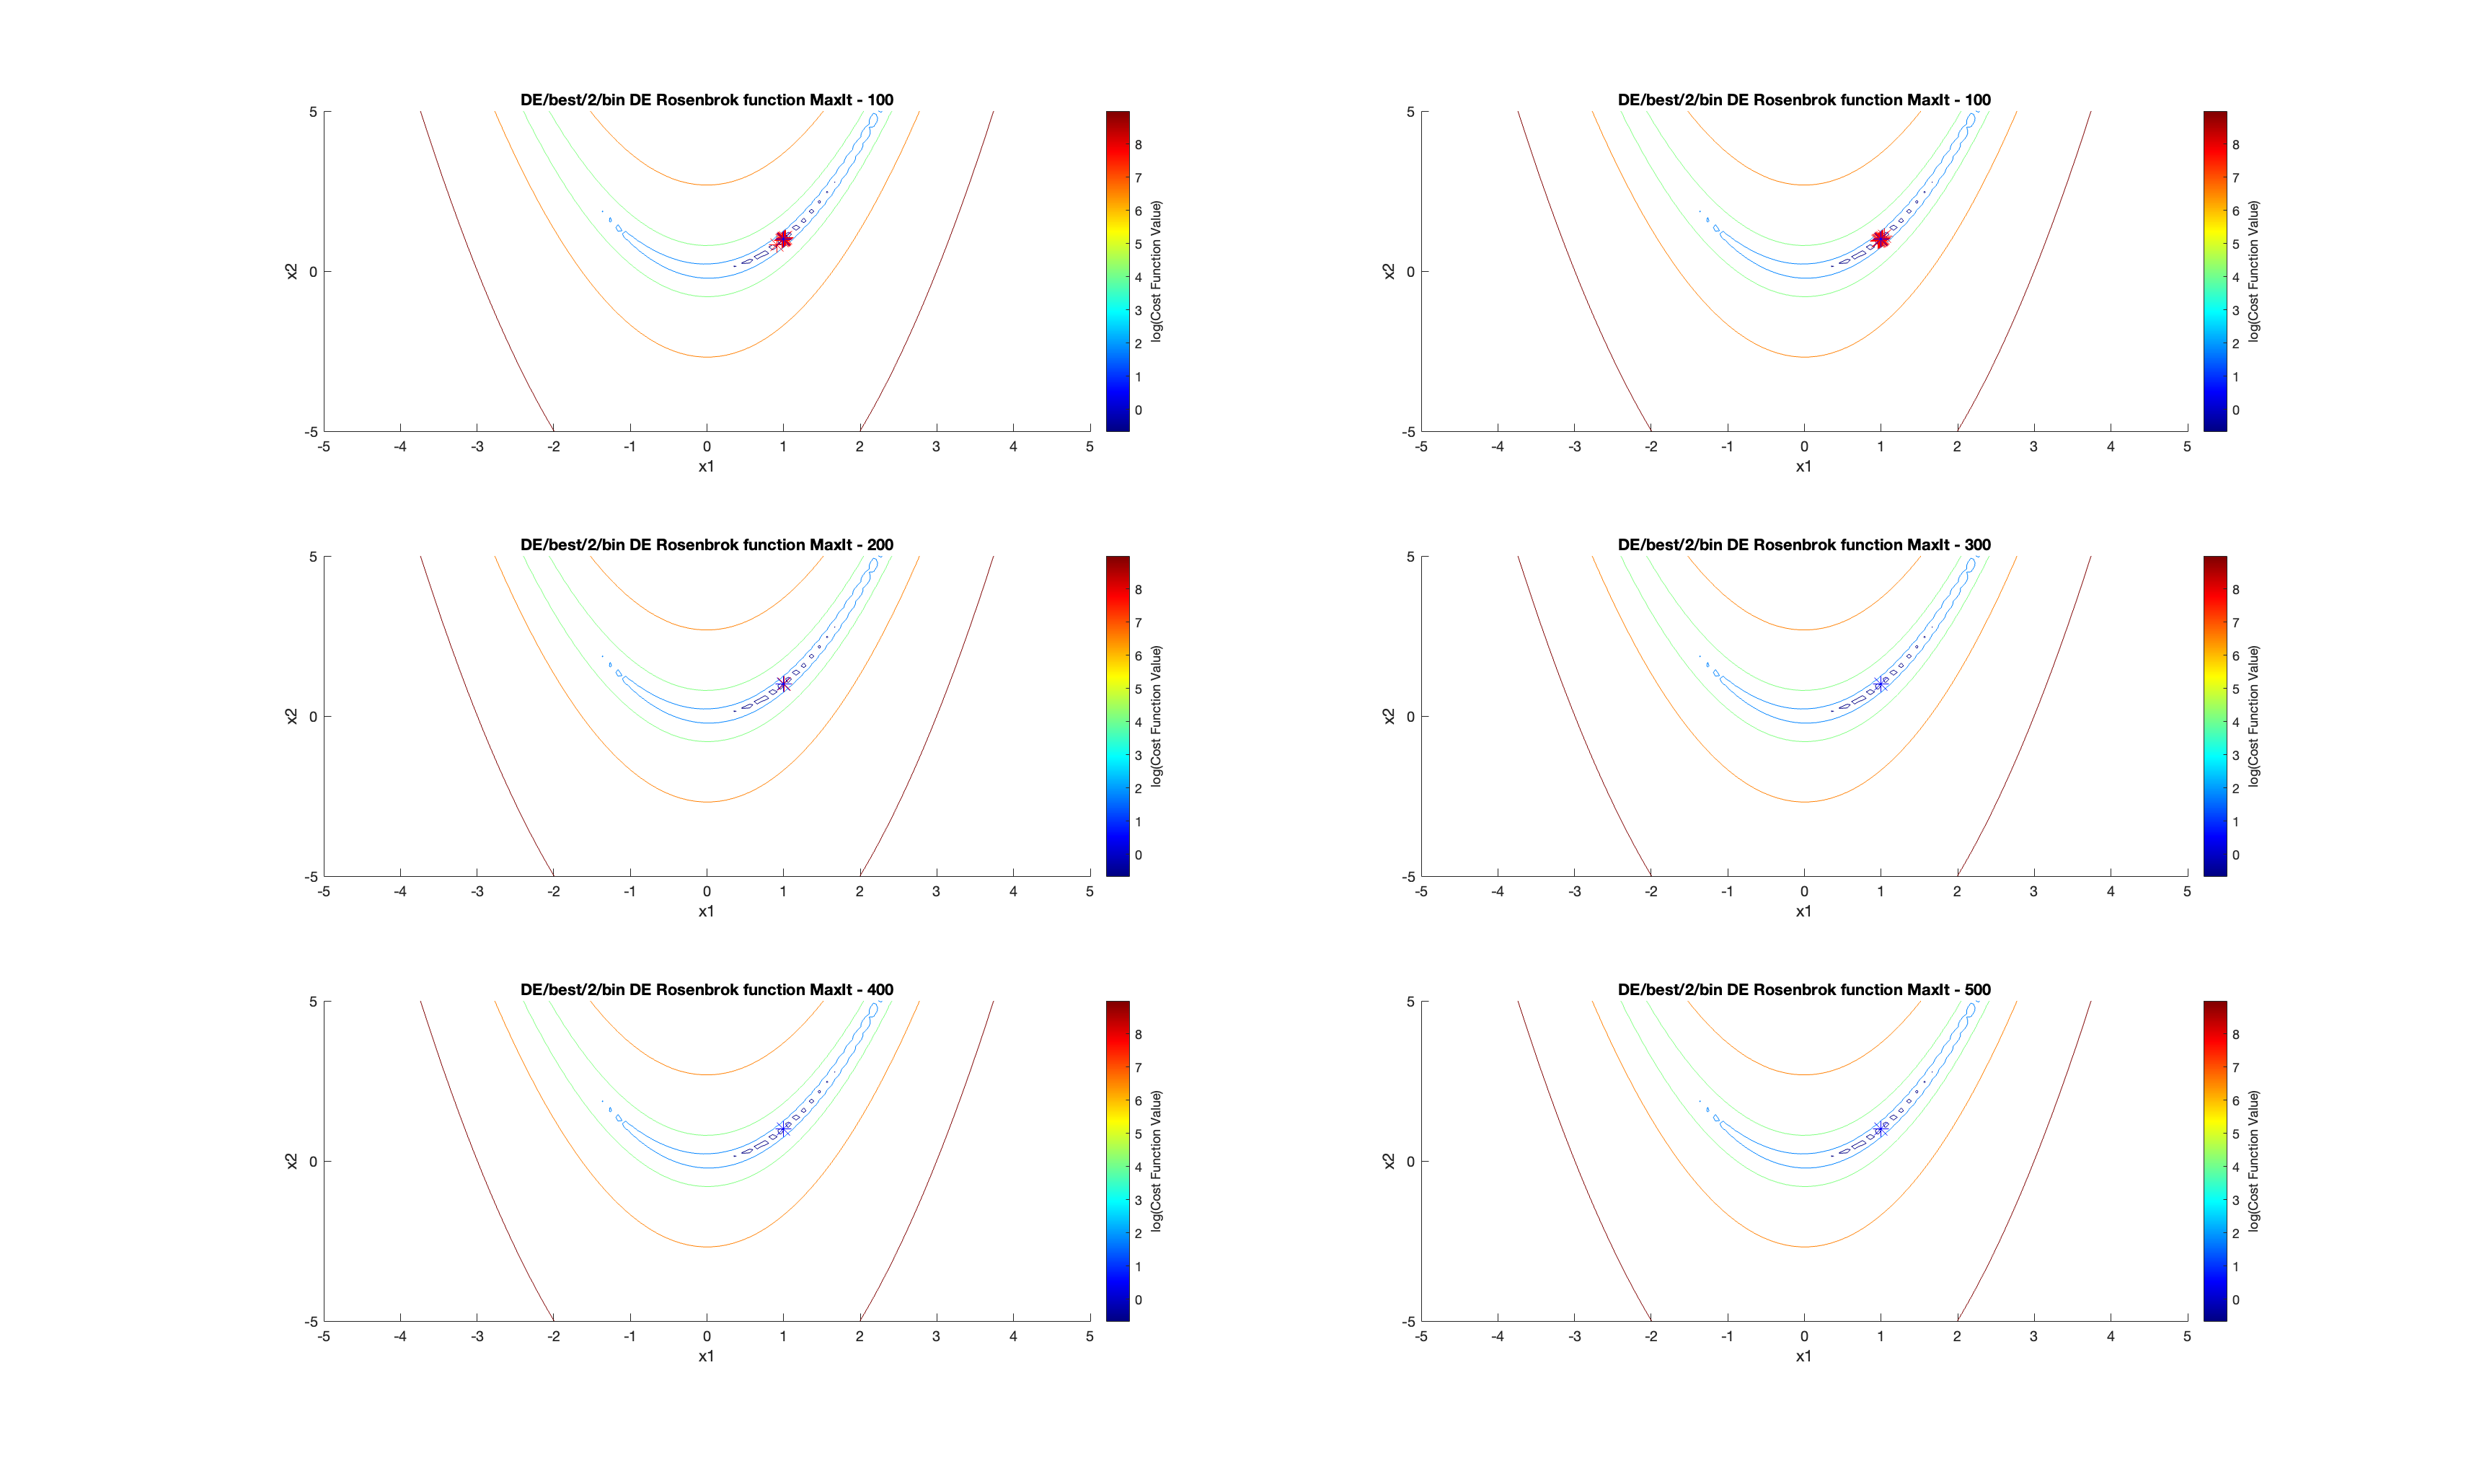 DE/best/2/bin DE Rosenbrok function MaxIt - 100
5
0
-5
x2
-5 -4 -3 -2 -1 0 1 2 3 4 5
x1
8
7
6
5
4
3
2
1
0
log(Cost Function Value)
DE/best/2/bin DE Rosenbrok function MaxIt - 100
5
0
-5
x2
-5 -4 -3 -2 -1 0 1 2 3 4 5
x1
8
7
6
5
4
3
2
1
0
log(Cost Function Value)
DE/best/2/bin DE Rosenbrok function MaxIt - 200
5
0
-5
x2
-5 -4 -3 -2 -1 0 1 2 3 4 5
x1
8
7
6
5
4
3
2
1
0
log(Cost Function Value)
DE/best/2/bin DE Rosenbrok function MaxIt - 300
5
0
-5
x2
-5 -4 -3 -2 -1 0 1 2 3 4 5
x1
8
7
6
5
4
3
2
1
0
log(Cost Function Value)
DE/best/2/bin DE Rosenbrok function MaxIt - 400
5
0
-5
x2
-5 -4 -3 -2 -1 0 1 2 3 4 5
x1
8
7
6
5
4
3
2
1
0
log(Cost Function Value)
DE/best/2/bin DE Rosenbrok function MaxIt - 500
5
0
-5
x2
-5 -4 -3 -2 -1 0 1 2 3 4 5
x1
8
7
6
5
4
3
2
1
0
log(Cost Function Value)